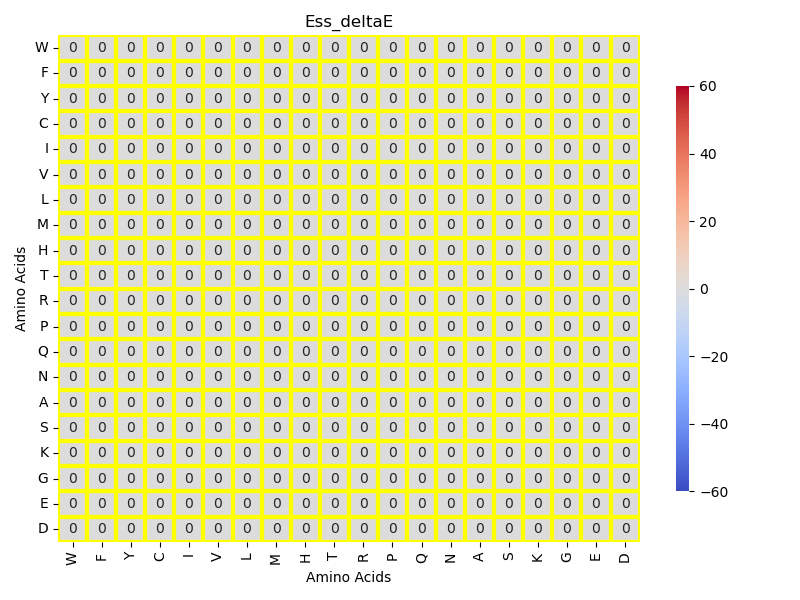 Ess_deltaE
W 0 0 0 0 0 0 0 0 0 0 0 0 0 0 0 0 0 0 0 0
F 0 0 0 0 0 0 0 0 0 0 0 0 0 0 0 0 0 0 0 0
Y 0 0 0 0 0 0 0 0 0 0 0 0 0 0 0 0 0 0 0 0
C 0 0 0 0 0 0 0 0 0 0 0 0 0 0 0 0 0 0 0 0
I 0 0 0 0 0 0 0 0 0 0 0 0 0 0 0 0 0 0 0 0
V 0 0 0 0 0 0 0 0 0 0 0 0 0 0 0 0 0 0 0 0
L 0 0 0 0 0 0 0 0 0 0 0 0 0 0 0 0 0 0 0 0
M 0 0 0 0 0 0 0 0 0 0 0 0 0 0 0 0 0 0 0 0
H 0 0 0 0 0 0 0 0 0 0 0 0 0 0 0 0 0 0 0 0
T 0 0 0 0 0 0 0 0 0 0 0 0 0 0 0 0 0 0 0 0
R 0 0 0 0 0 0 0 0 0 0 0 0 0 0 0 0 0 0 0 0
P 0 0 0 0 0 0 0 0 0 0 0 0 0 0 0 0 0 0 0 0
Q 0 0 0 0 0 0 0 0 0 0 0 0 0 0 0 0 0 0 0 0
N 0 0 0 0 0 0 0 0 0 0 0 0 0 0 0 0 0 0 0 0
A 0 0 0 0 0 0 0 0 0 0 0 0 0 0 0 0 0 0 0 0
S 0 0 0 0 0 0 0 0 0 0 0 0 0 0 0 0 0 0 0 0
K 0 0 0 0 0 0 0 0 0 0 0 0 0 0 0 0 0 0 0 0
G 0 0 0 0 0 0 0 0 0 0 0 0 0 0 0 0 0 0 0 0
E 0 0 0 0 0 0 0 0 0 0 0 0 0 0 0 0 0 0 0 0
D 0 0 0 0 0 0 0 0 0 0 0 0 0 0 0 0 0 0 0 0
W F Y C I V L M H T R P Q N A S K G E D
Amino Acids
Amino Acids
60
40
20
0
−20
−40
−60